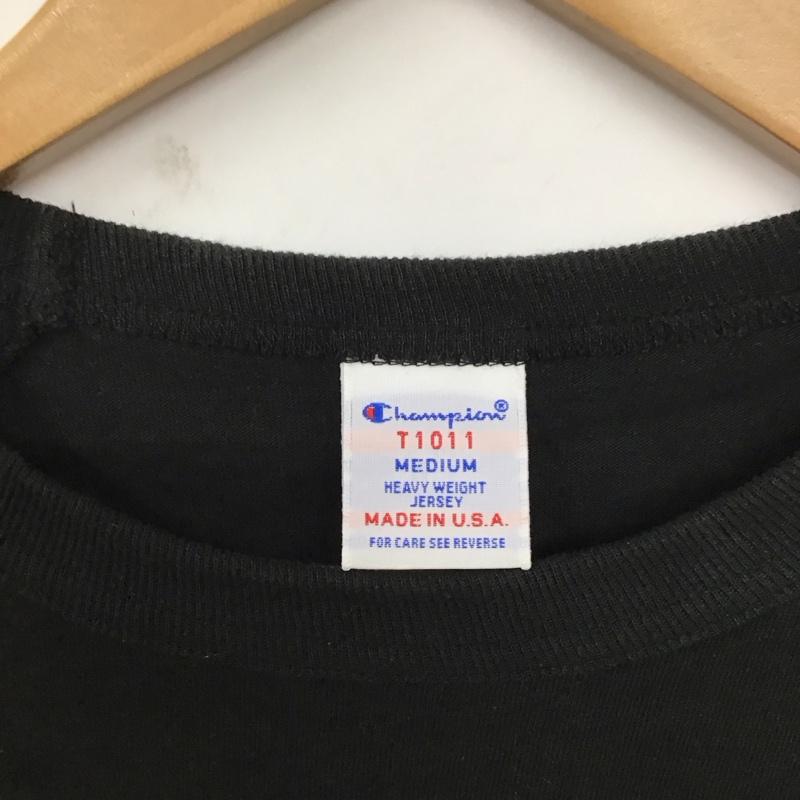 Champion®
T1011
MEDIUM
HEAVY WEIGHT
JERSEY
MADE IN U.S.A.
FOR CARE SEE REVERSE